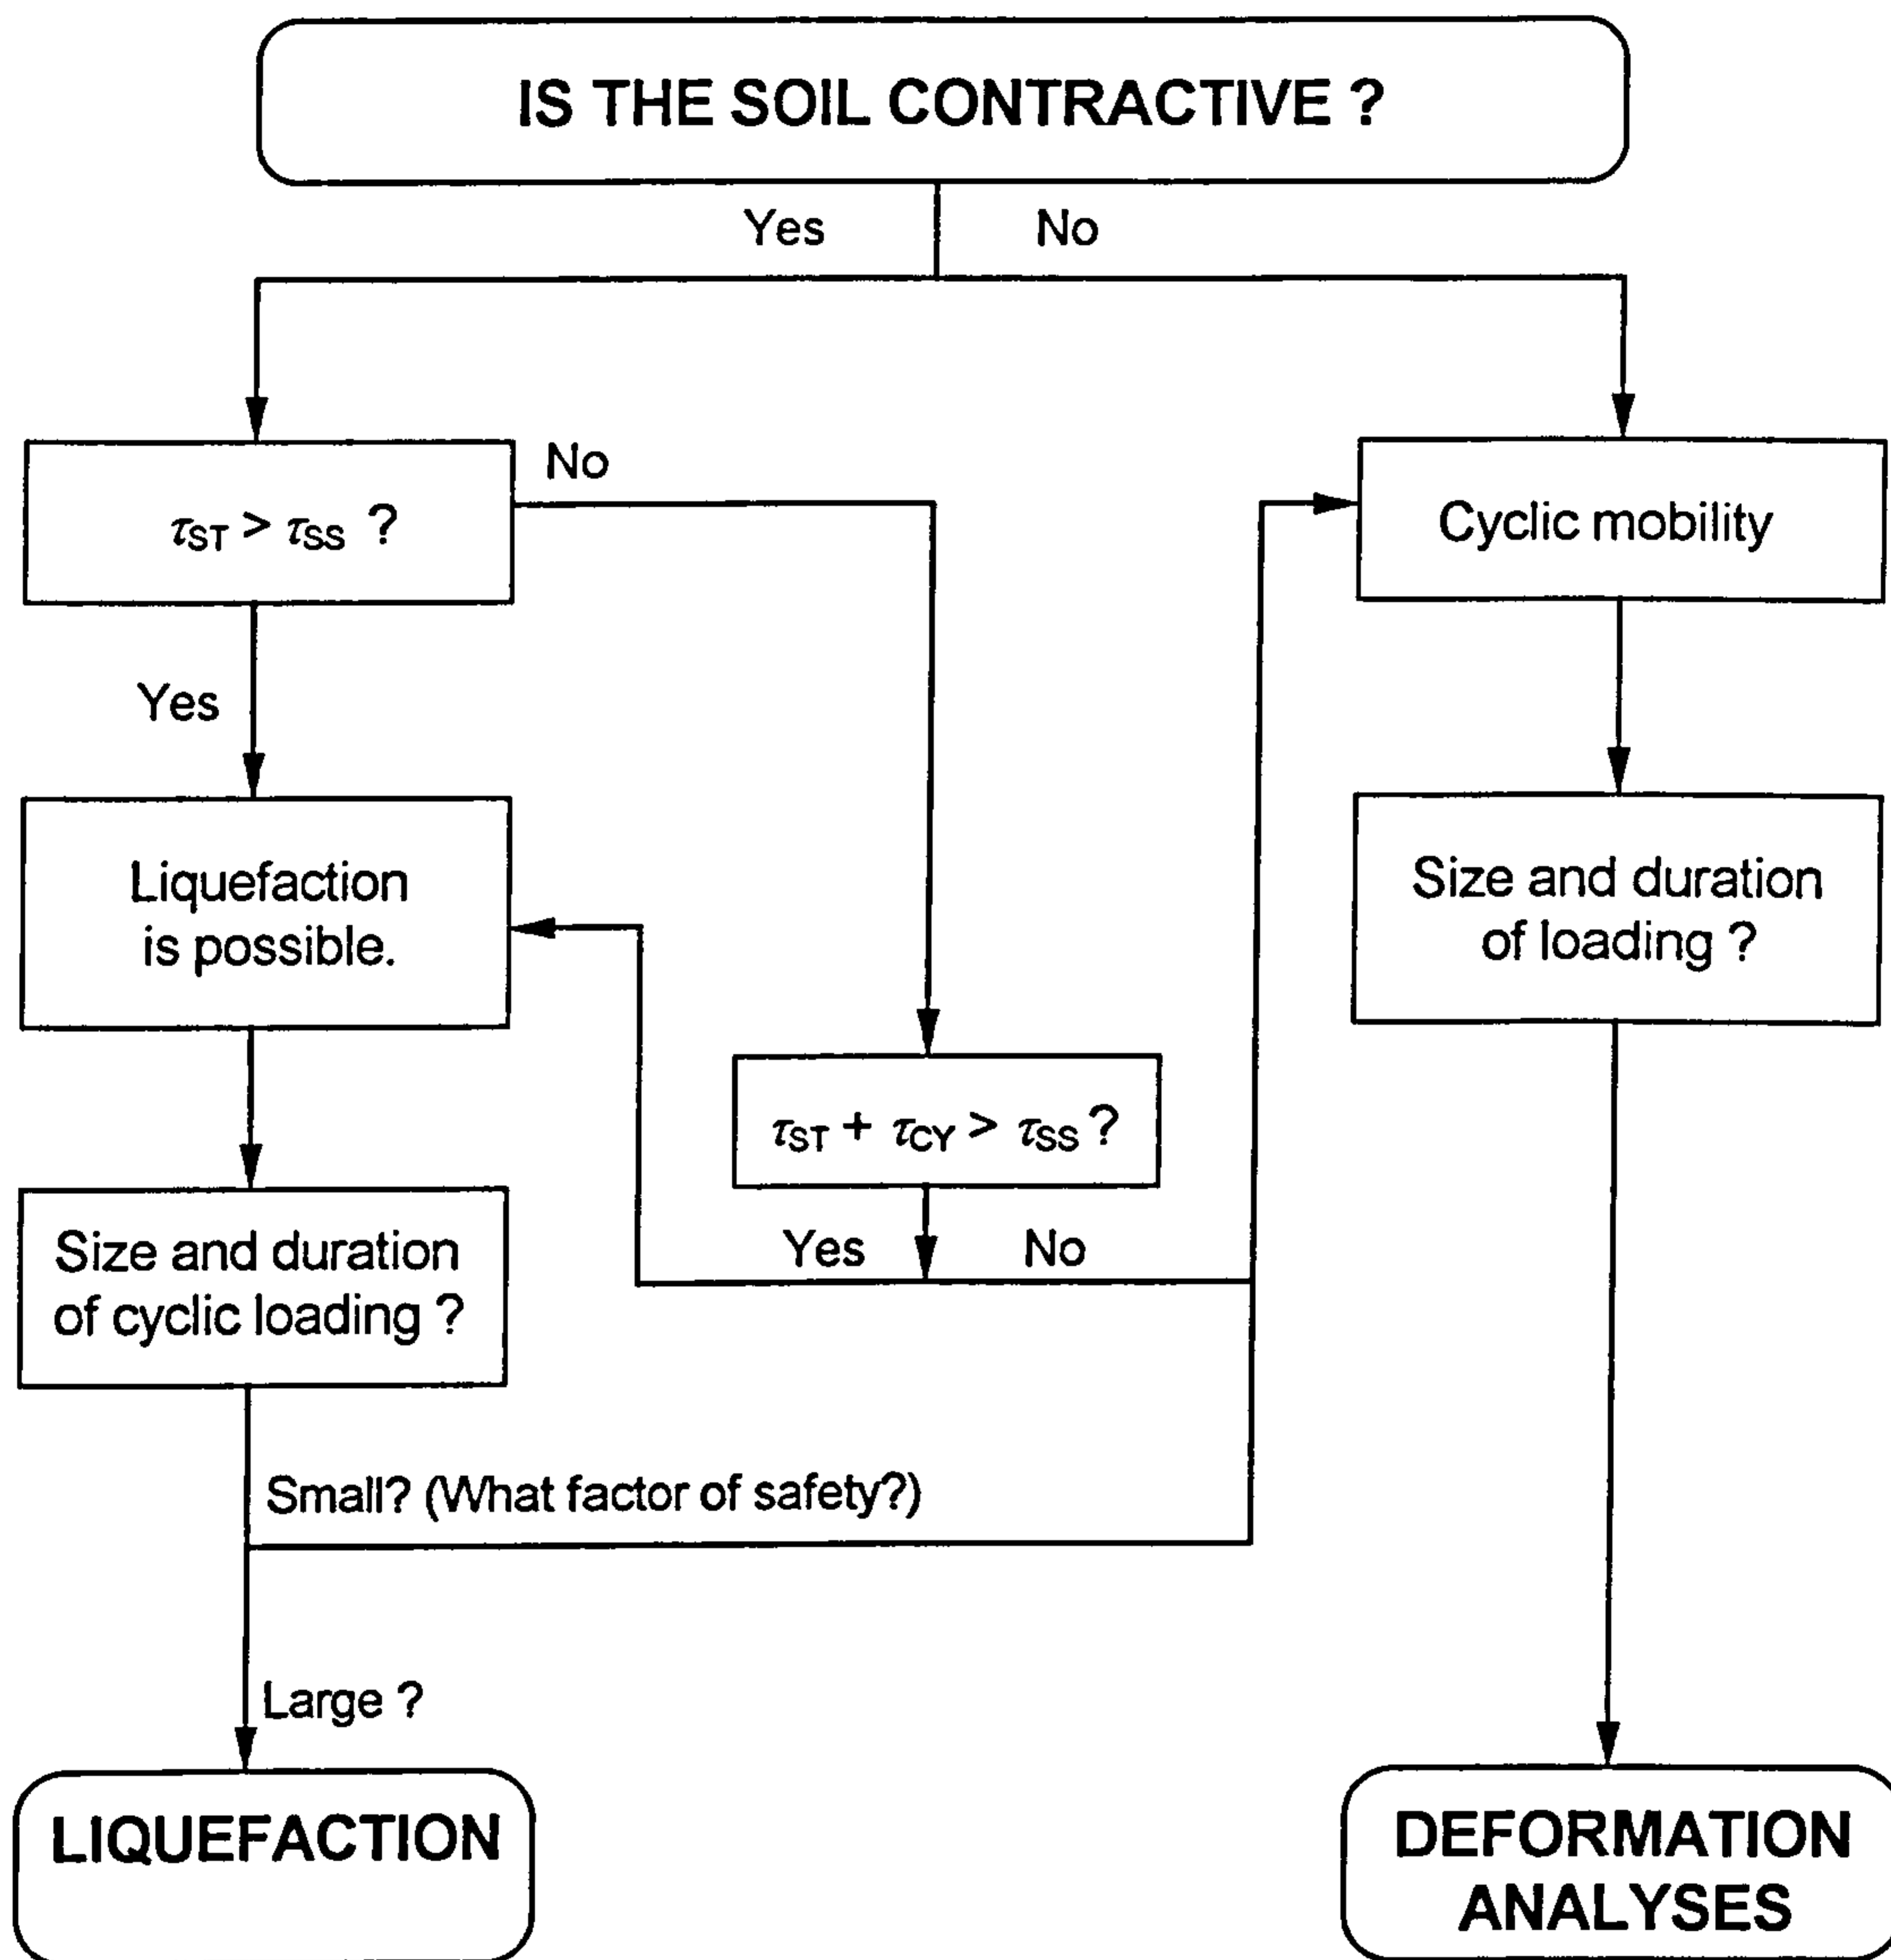 IS THE SOIL CONTRACTIVE ?
Yes
No
τST > τSS ?
No
Cyclic mobility
Yes
Liquefaction
is possible.
Size and duration
of loading ?
τST + τCY > τSS ?
Yes
No
Size and duration
of cyclic loading ?
Small? (What factor of safety?)
Large ?
LIQUEFACTION
DEFORMATION
ANALYSES